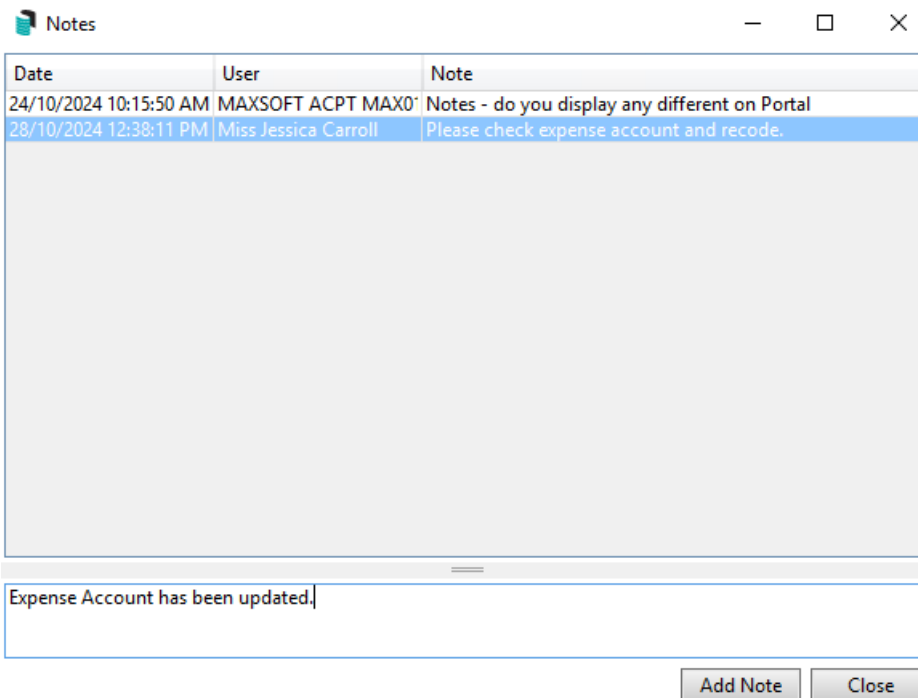 Notes
Date User Note
24/10/2024 10:15:50 AM MAXSOFT ACPT MAX01 Notes - do you display any different on Portal
28/10/2024 12:38:11 PM Miss Jessica Carroll Please check expense account and recode.
Expense Account has been updated.
Add Note Close